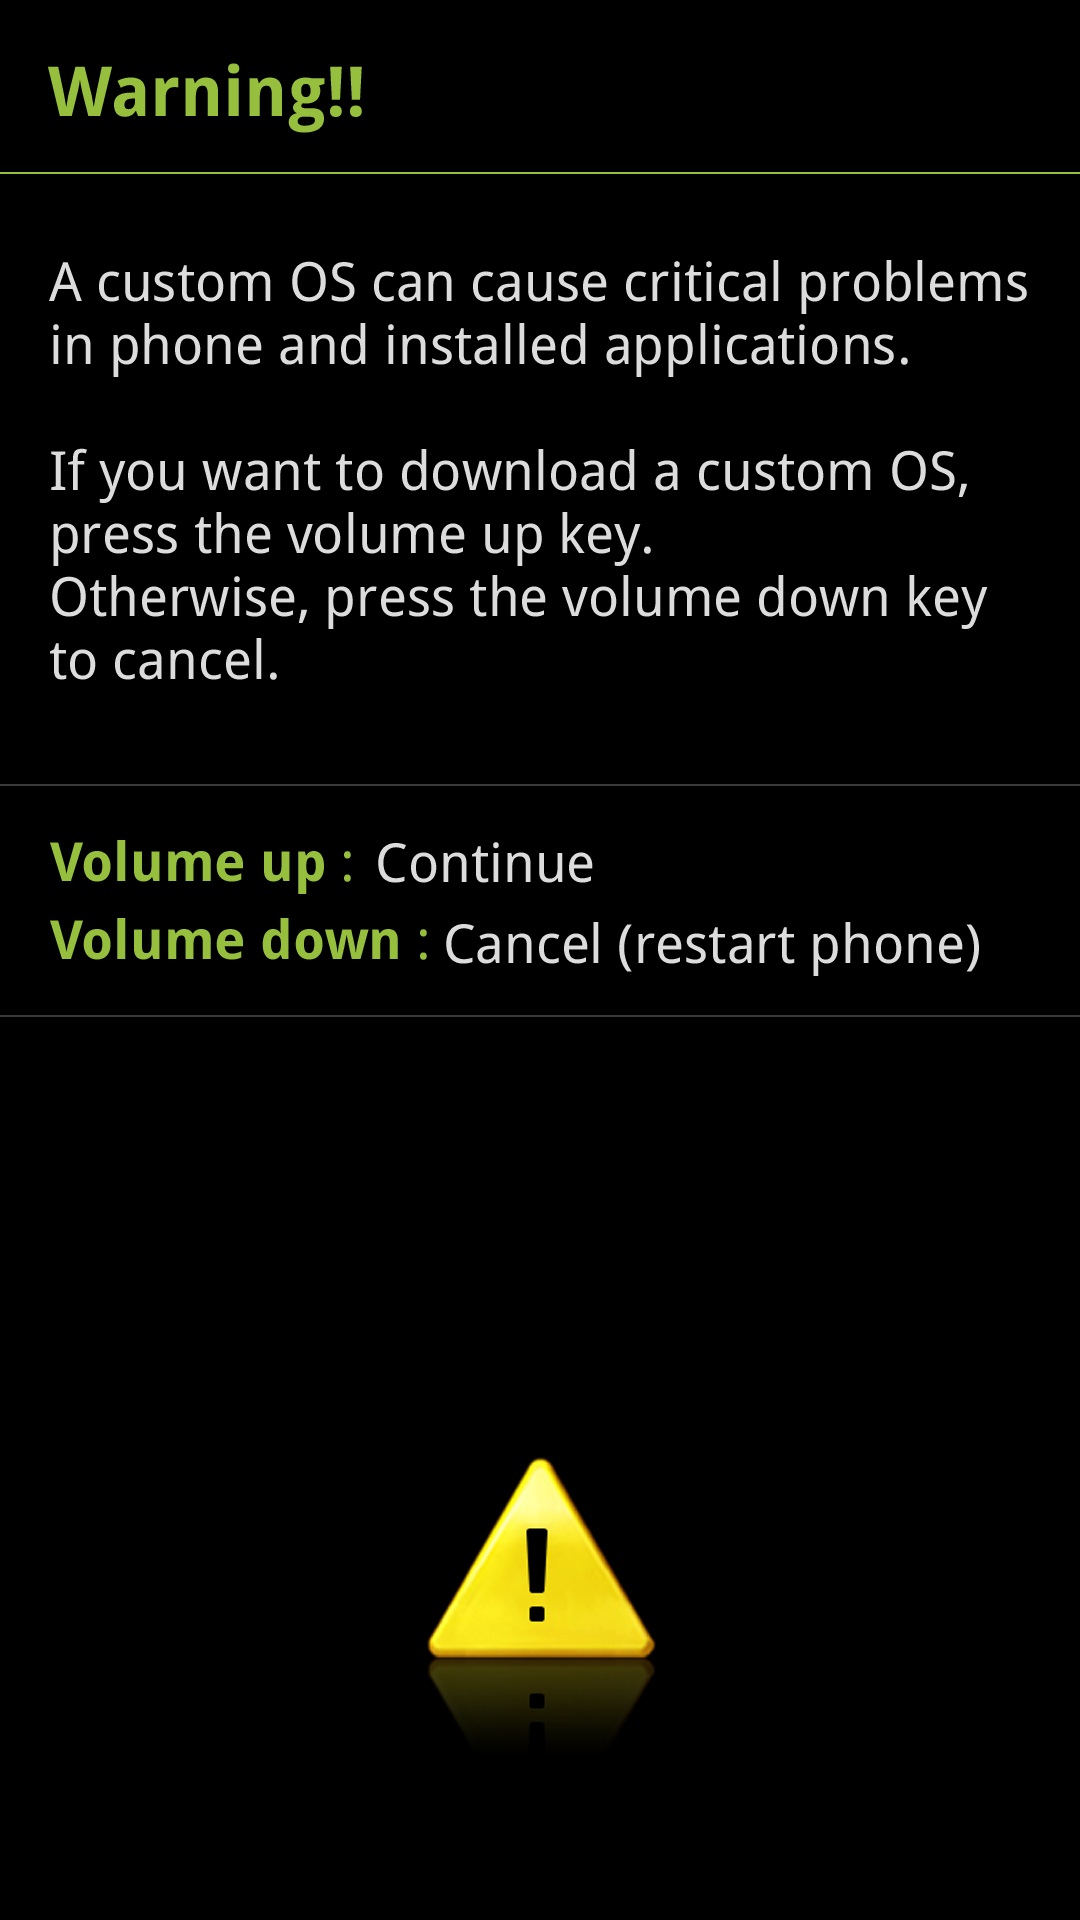 Warning!!
A custom OS can cause critical problems
in phone and installed applications.
If you want to download a custom OS,
press the volume up key.
Otherwise, press the volume down key
to cancel.
Volume up : Continue
Volume down : Cancel (restart phone)
!